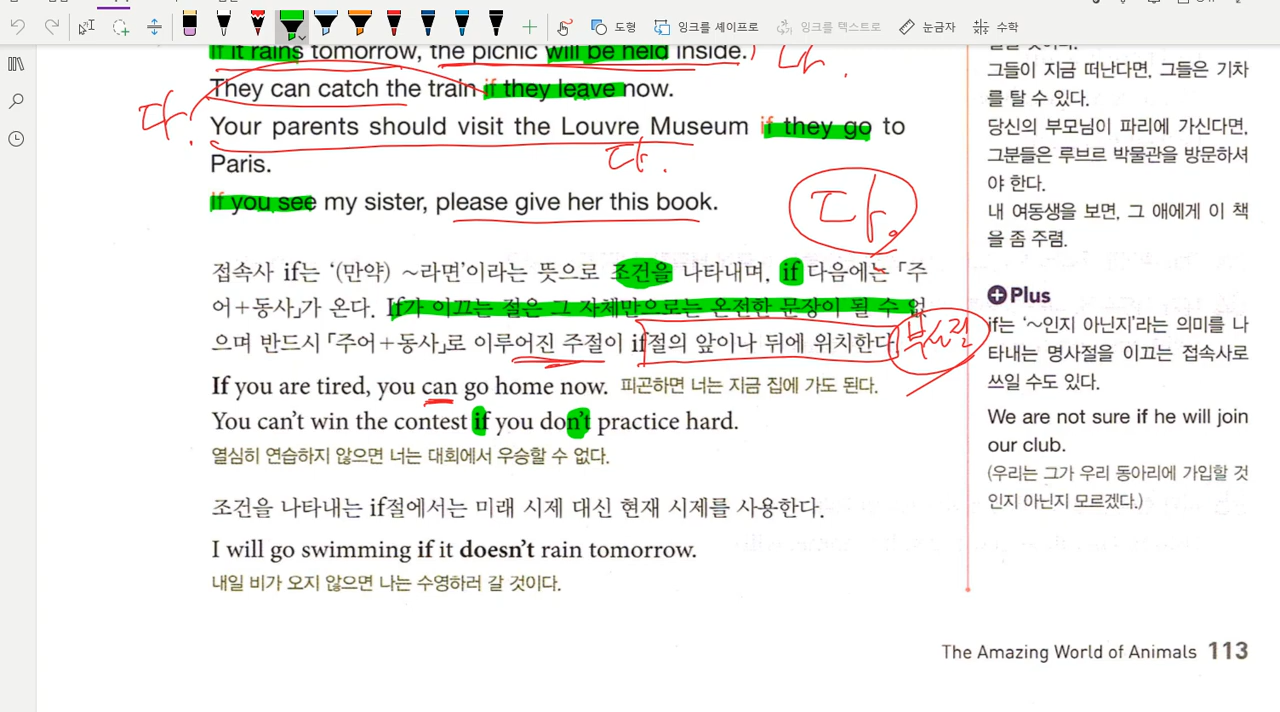 도형
잉크를 셰이프로
잉크를 텍스트로
눈금자
수학
If it rains tomorrow, the picnic will be held inside.
They can catch the train if they leave now.
다.
Your parents should visit the Louvre Museum if they go to
Paris.
다.
If you see my sister, please give her this book.
다.
접속사 if는 '(만약) ~라면'이라는 뜻으로 조건을 나타내며, if 다음에는 「주
어+동사」가 온다. If가 이끄는 절은 그 자체만으로는 온전한 문장이 될 수 없
으며 반드시 「주어+동사」로 이루어진 주절이 if절의 앞이나 뒤에 위치한다.
부사절
If you are tired, you can go home now. 피곤하면 너는 지금 집에 가도 된다.
You can't win the contest if you don't practice hard.
열심히 연습하지 않으면 너는 대회에서 우승할 수 없다.
조건을 나타내는 if절에서는 미래 시제 대신 현재 시제를 사용한다.
I will go swimming if it doesn't rain tomorrow.
내일 비가 오지 않으면 나는 수영하러 갈 것이다.
그들이 지금 떠난다면, 그들은 기차
를 탈 수 있다.
당신의 부모님이 파리에 가신다면,
그분들은 루브르 박물관을 방문하셔
야 한다.
내 여동생을 보면, 그 애에게 이 책
을 좀 주렴.
Plus
if는 '~인지 아닌지'라는 의미를 나
타내는 명사절을 이끄는 접속사로
쓰일 수도 있다.
We are not sure if he will join
our club.
(우리는 그가 우리 동아리에 가입할 것
인지 아닌지 모르겠다.)
The Amazing World of Animals 113